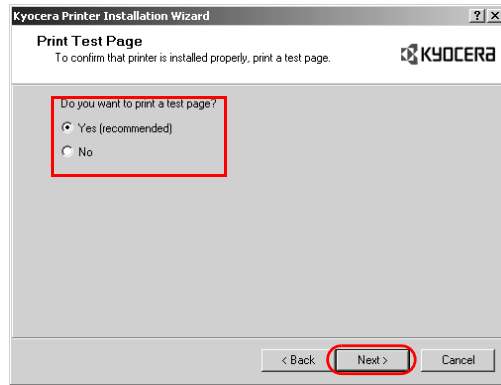 Kyocera Printer Installation Wizard
Print Test Page
To confirm that printer is installed properly, print a test page.
KYOCERA
Do you want to print a test page?
Yes (recommended)
No
< Back
Next >
Cancel